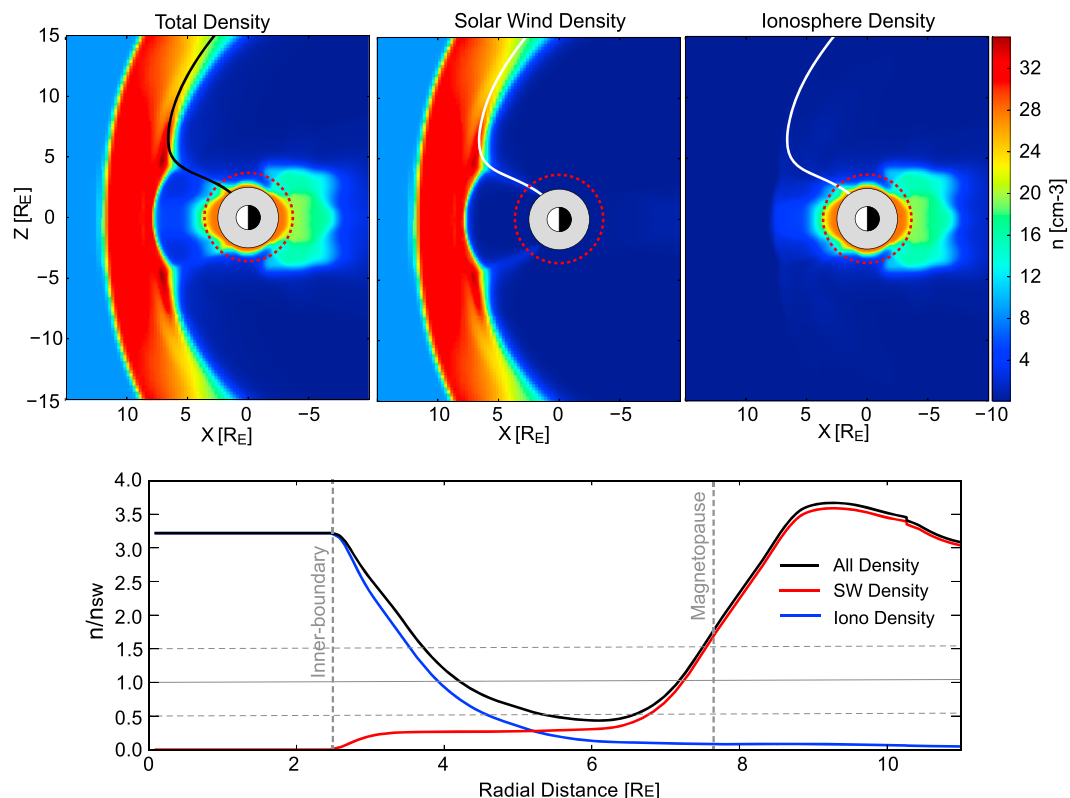 Total Density
Solar Wind Density
Ionosphere Density
15
10
5
0
−5
−10
−15
Z [RE]
10
5
0
−5
X [RE]
10
5
0
−5
X [RE]
10
5
0
−5
−10
X [RE]
32
28
24
20
16
12
8
4
n [cm-3]
4.0
3.5
3.0
2.5
2.0
1.5
1.0
0.5
0.0
n/nsw
Inner-boundary
Magnetopause
All Density
SW Density
Iono Density
0
2
4
6
8
10
Radial Distance [RE]